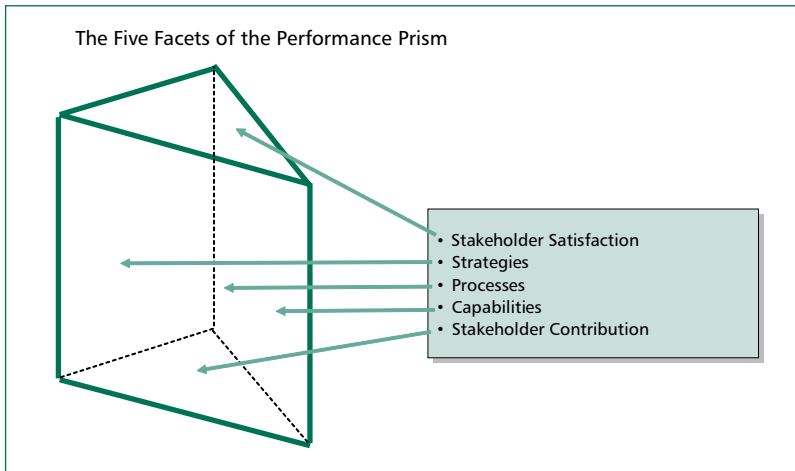 The Five Facets of the Performance Prism
• Stakeholder Satisfaction
• Strategies
• Processes
• Capabilities
• Stakeholder Contribution